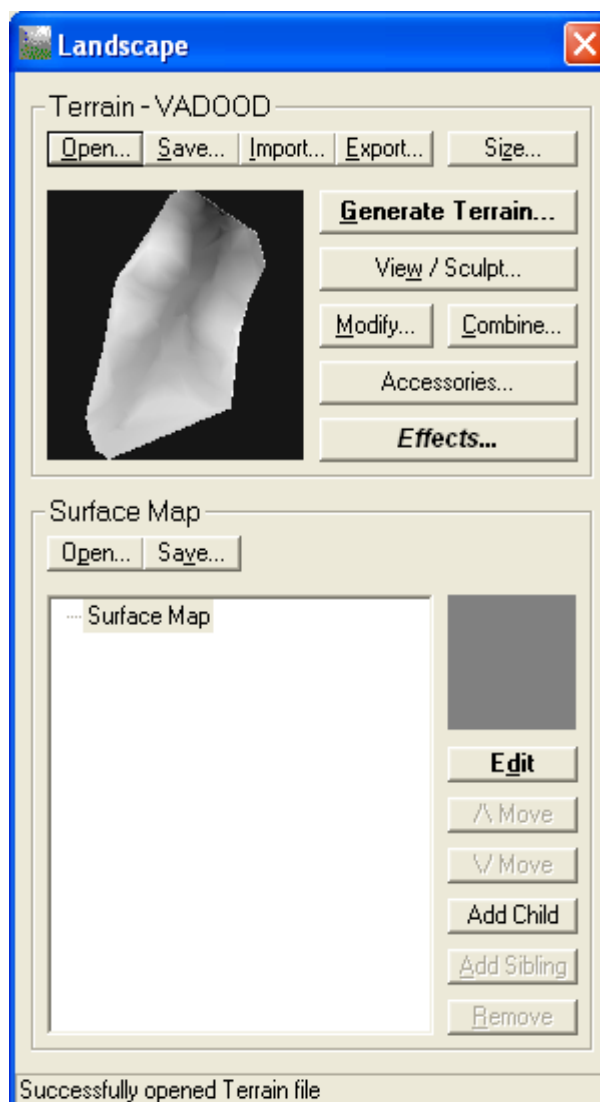 Landscape
Terrain - VADOOD
Open... Save... Import... Export... Size...
Generate Terrain...
View / Sculpt...
Modify... Combine...
Accessories...
Effects...
Surface Map
Open... Save...
Surface Map
Edit
/\ Move
\/ Move
Add Child
Add Sibling
Remove
Successfully opened Terrain file